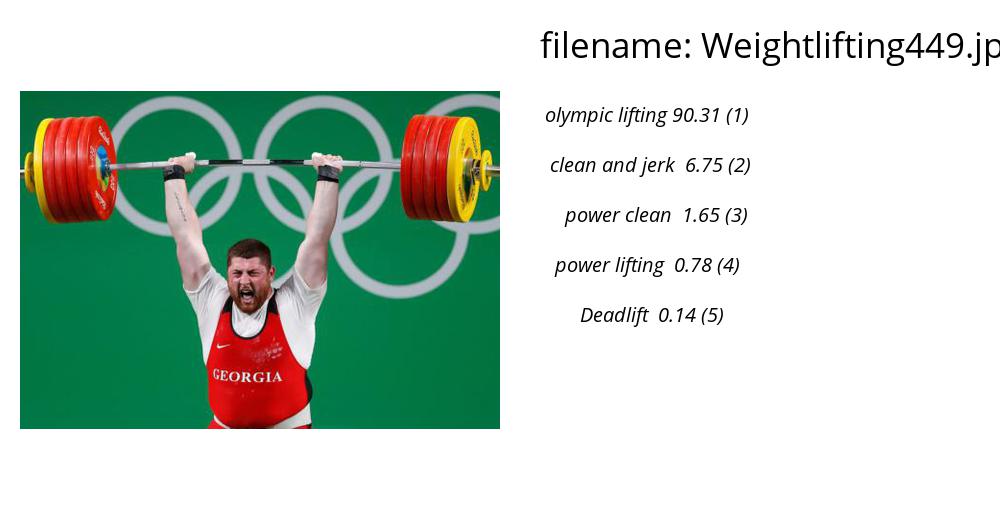 filename: Weightlifting449.jp
olympic lifting 90.31 (1)
clean and jerk 6.75 (2)
power clean 1.65 (3)
power lifting 0.78 (4)
Deadlift 0.14 (5)
GEORGIA